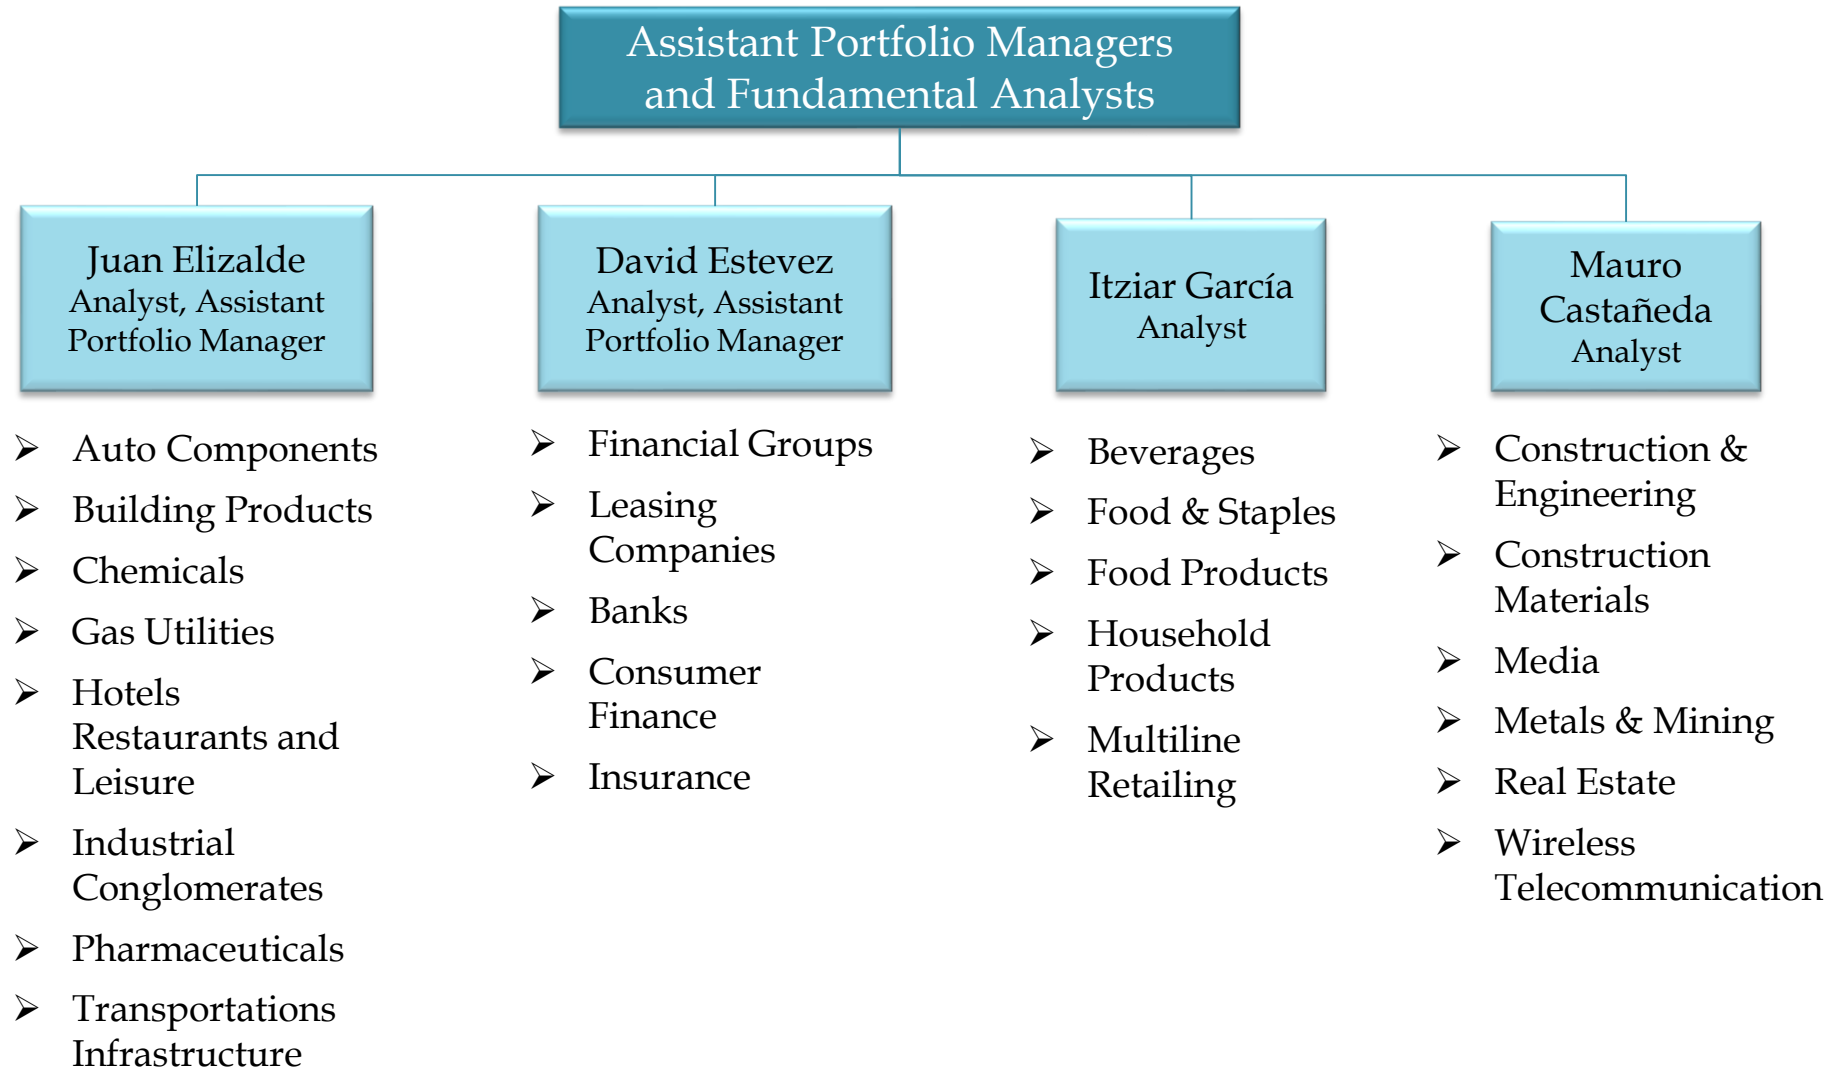 Assistant Portfolio Managers
and Fundamental Analysts
Juan Elizalde
Analyst, Assistant
Portfolio Manager
➢ Auto Components
➢ Building Products
➢ Chemicals
➢ Gas Utilities
➢ Hotels
Restaurants and
Leisure
➢ Industrial
Conglomerates
➢ Pharmaceuticals
➢ Transportations
Infrastructure
David Estevez
Analyst, Assistant
Portfolio Manager
➢ Financial Groups
➢ Leasing
Companies
➢ Banks
➢ Consumer
Finance
➢ Insurance
Itziar García
Analyst
➢ Beverages
➢ Food & Staples
➢ Food Products
➢ Household
Products
➢ Multiline
Retailing
Mauro
Castañeda
Analyst
➢ Construction &
Engineering
➢ Construction
Materials
➢ Media
➢ Metals & Mining
➢ Real Estate
➢ Wireless
Telecommunication